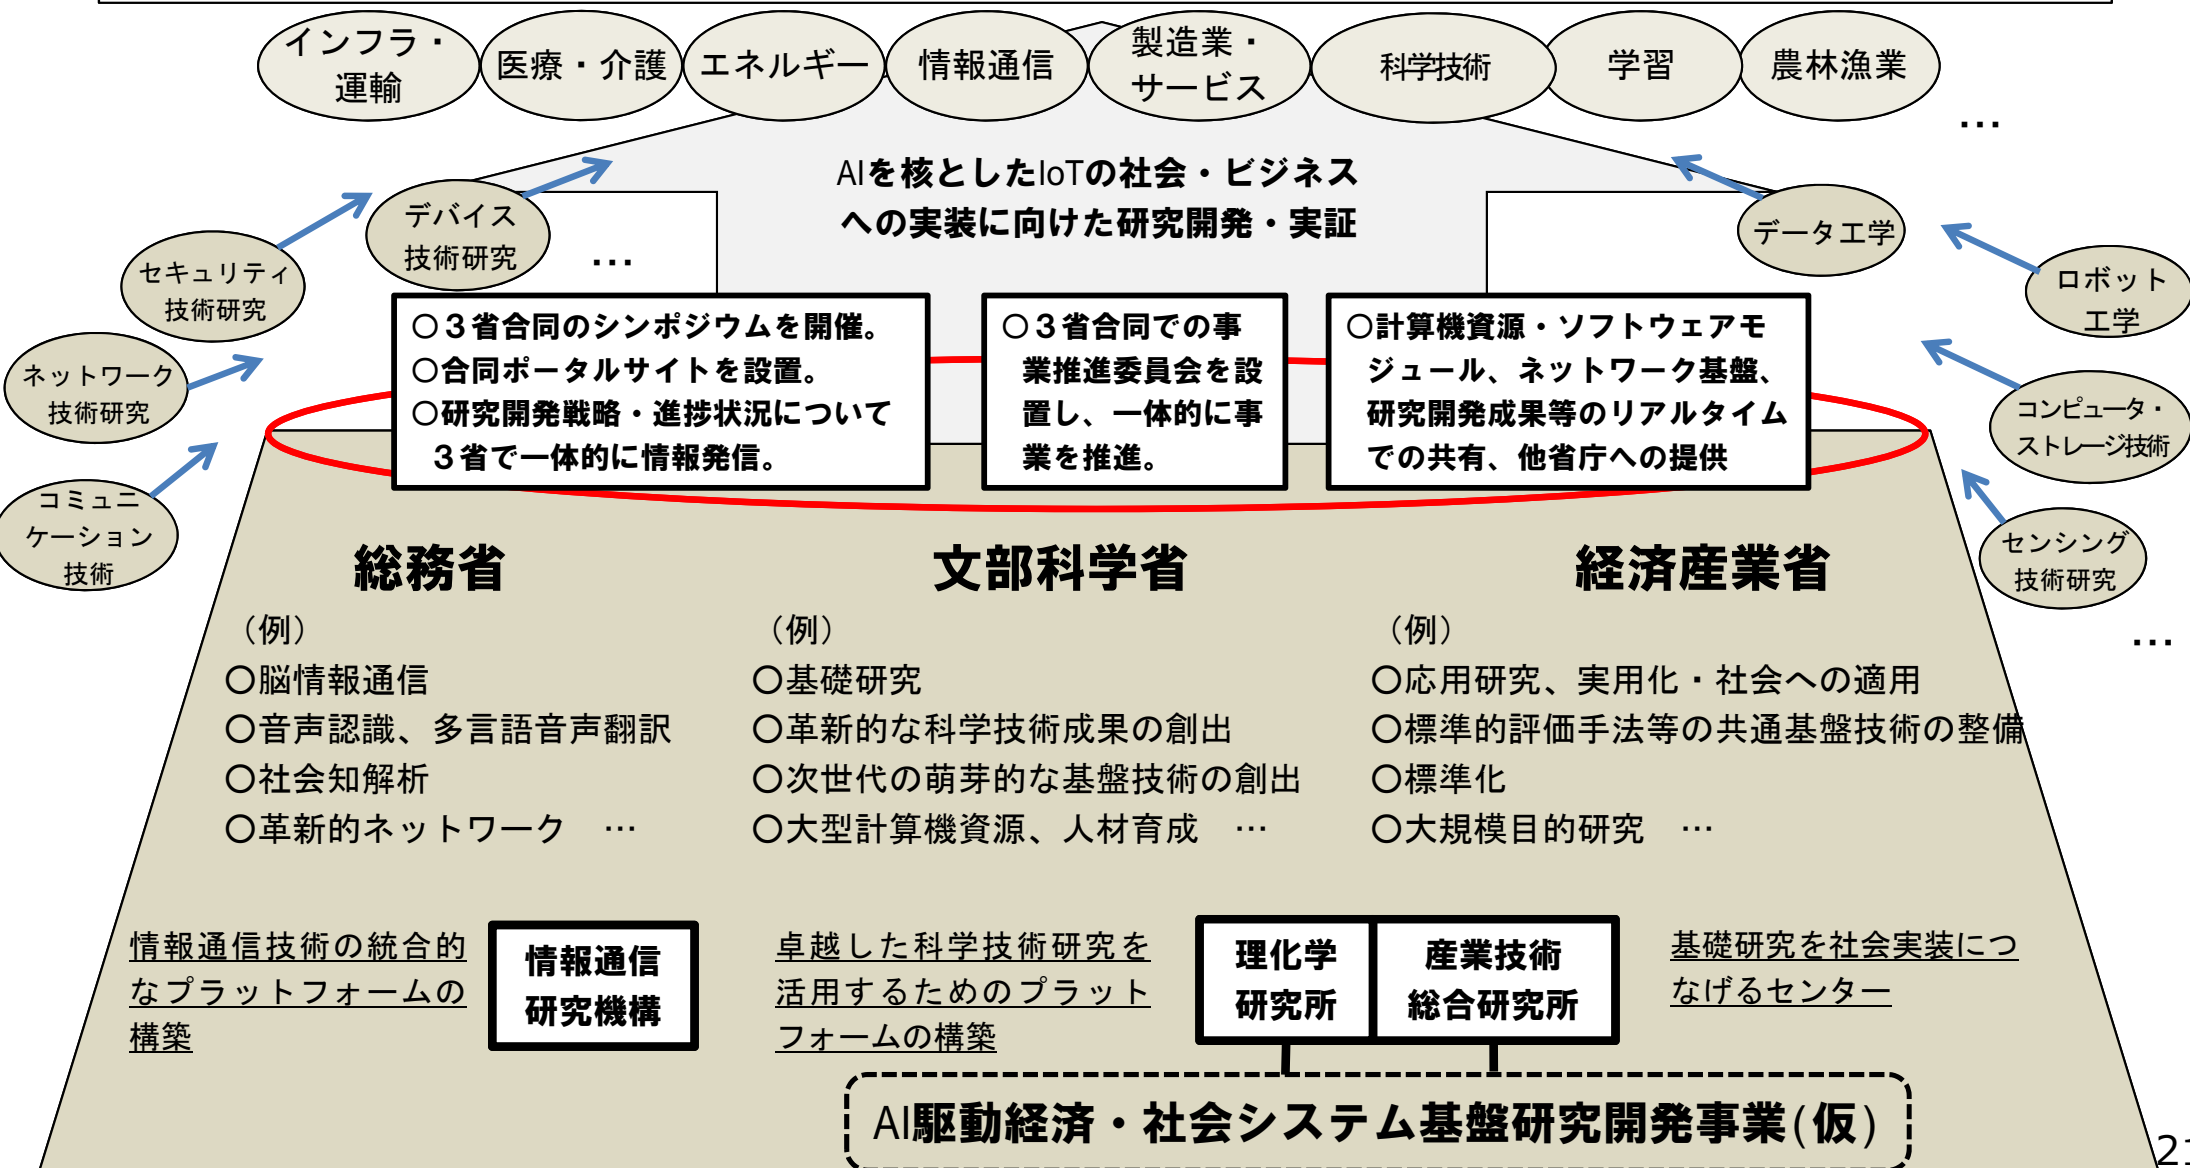 インフラ・
運輸
医療・介護
エネルギー
情報通信
製造業・
サービス
科学技術
学習
農林漁業
…
AIを核としたIoTの社会・ビジネス
への実装に向けた研究開発・実証
デバイス
技術研究
…
セキュリティ
技術研究
ネットワーク
技術研究
コミュニ
ケーション
技術
データ工学
ロボット
工学
コンピュータ・
ストレージ技術
センシング
技術研究
…
〇３省合同のシンポジウムを開催。
〇合同ポータルサイトを設置。
〇研究開発戦略・進捗状況について
３省で一体的に情報発信。
〇３省合同での事
業推進委員会を設
置し、一体的に事
業を推進。
〇計算機資源・ソフトウェアモ
ジュール、ネットワーク基盤、
研究開発成果等のリアルタイム
での共有、他省庁への提供
総務省
（例）
〇脳情報通信
〇音声認識、多言語音声翻訳
〇社会知解析
〇革新的ネットワーク　…
文部科学省
（例）
〇基礎研究
〇革新的な科学技術成果の創出
〇次世代の萌芽的な基盤技術の創出
〇大型計算機資源、人材育成　…
経済産業省
（例）
〇応用研究、実用化・社会への適用
〇標準的評価手法等の共通基盤技術の整備
〇標準化
〇大規模目的研究　…
情報通信技術の統合的
なプラットフォームの
構築
情報通信
研究機構
卓越した科学技術研究を
活用するためのプラット
フォームの構築
理化学
研究所
産業技術
総合研究所
基礎研究を社会実装につ
なげるセンター
AI駆動経済・社会システム基盤研究開発事業(仮)